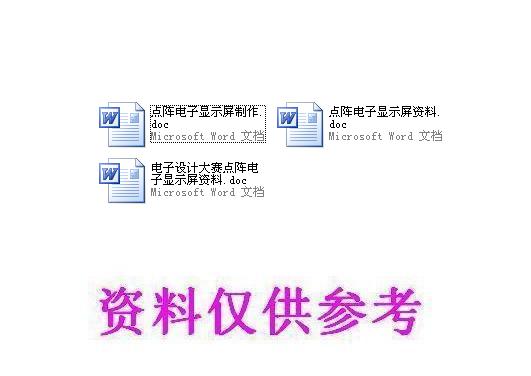 点阵电子显示屏制作.
doc
Microsoft Word 文档
点阵电子显示屏资料.
doc
Microsoft Word 文档
电子设计大赛点阵电
子显示屏资料.doc
Microsoft Word 文档
资料仅供参考